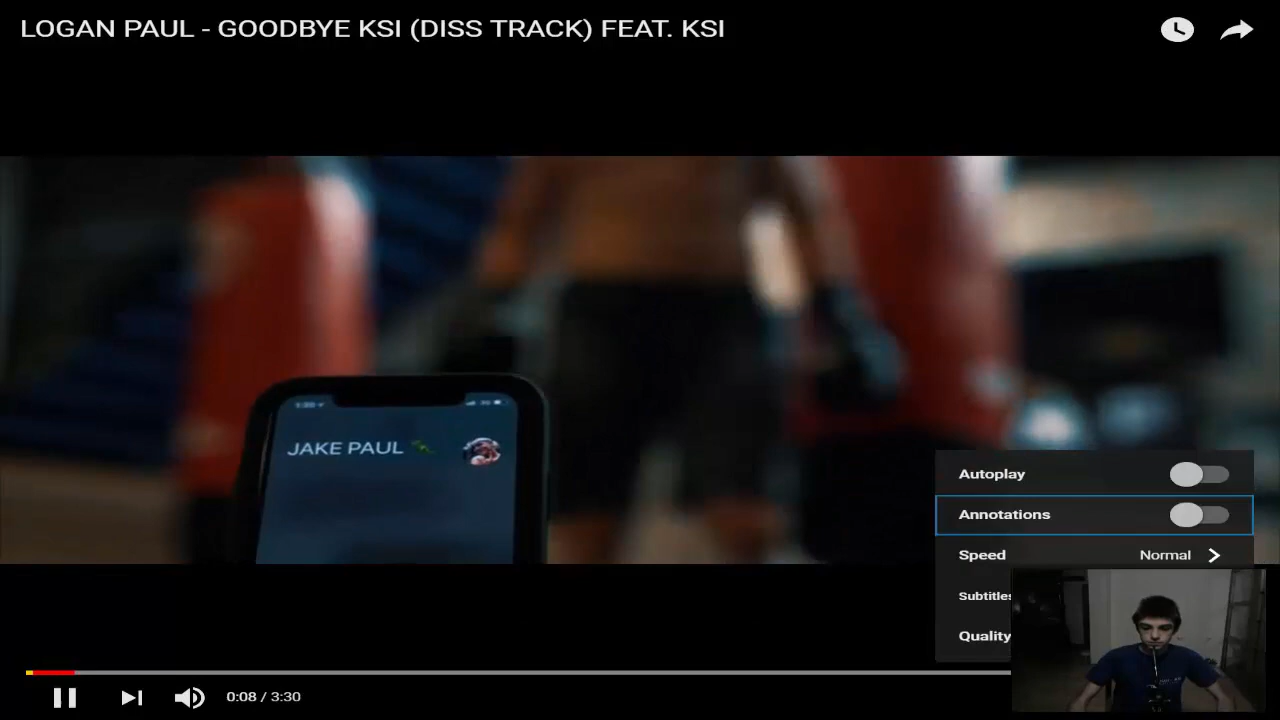 LOGAN PAUL - GOODBYE KSI (DISS TRACK) FEAT. KSI
JAKE PAUL
Autoplay
Annotations
Speed Normal
Subtitles
Quality
0:08 / 3:30